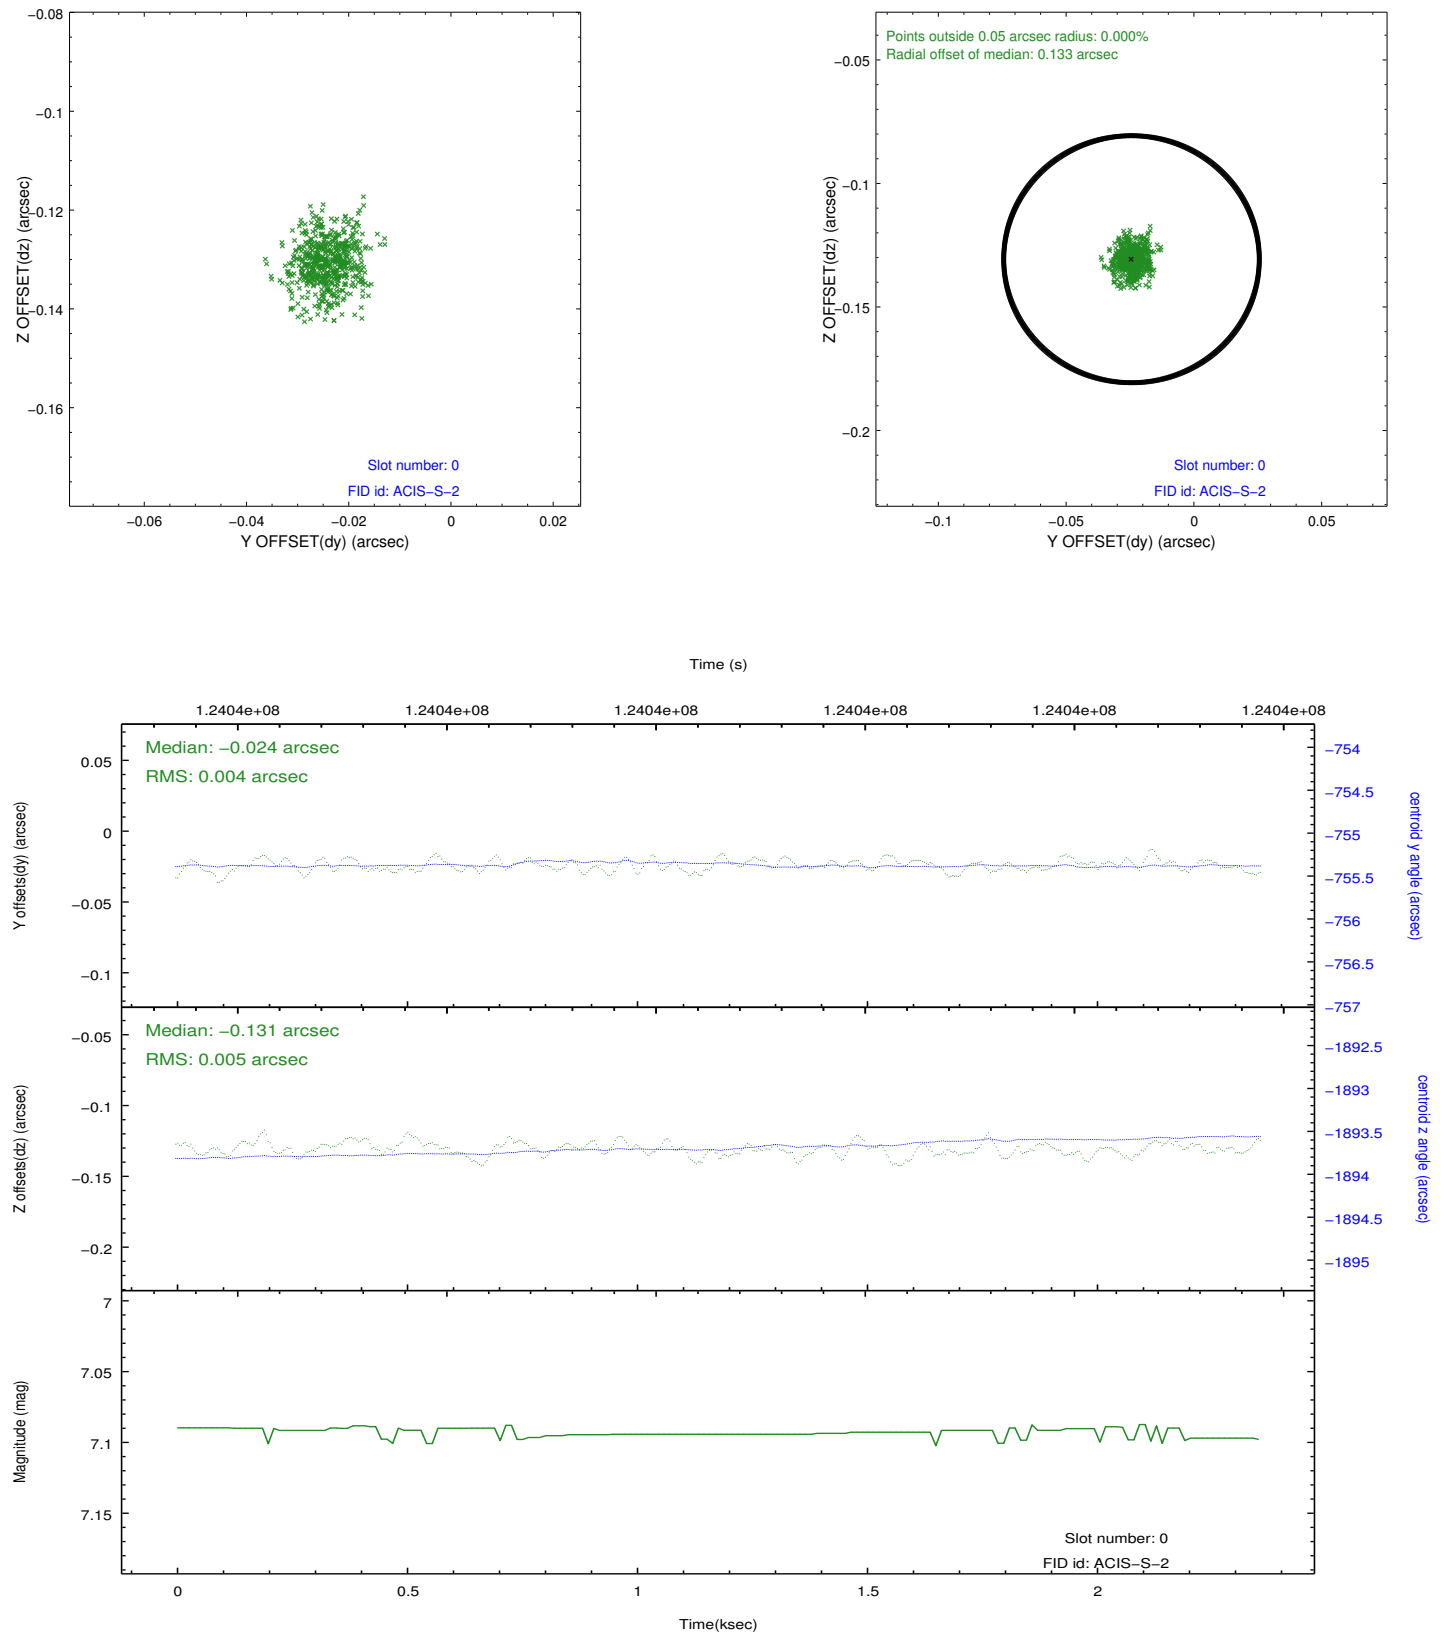 −0.08
−0.1
−0.12
−0.14
−0.16
Z OFFSET(dz) (arcsec)
Slot number: 0
FID id: ACIS−S−2
−0.06 −0.04 −0.02 0 0.02
Y OFFSET(dy) (arcsec)
Points outside 0.05 arcsec radius: 0.000%
Radial offset of median: 0.133 arcsec
−0.05
−0.1
−0.15
−0.2
Z OFFSET(dz) (arcsec)
Slot number: 0
FID id: ACIS−S−2
−0.1 −0.05 0 0.05
Y OFFSET(dy) (arcsec)
Time (s)
1.2404e+08 1.2404e+08 1.2404e+08 1.2404e+08 1.2404e+08 1.2404e+08
Median: −0.024 arcsec
RMS: 0.004 arcsec
0.05
0
−0.05
−0.1
Y offsets(dy) (arcsec)
−754
−754.5
−755
−755.5
−756
−756.5
−757
centroid y angle (arcsec)
Median: −0.131 arcsec
RMS: 0.005 arcsec
−0.05
−0.1
−0.15
−0.2
Z offsets(dz) (arcsec)
−1892.5
−1893
−1893.5
−1894
−1894.5
−1895
centroid z angle (arcsec)
7
7.05
7.1
7.15
Magnitude (mag)
Slot number: 0
FID id: ACIS−S−2
0 0.5 1 1.5 2
Time(ksec)